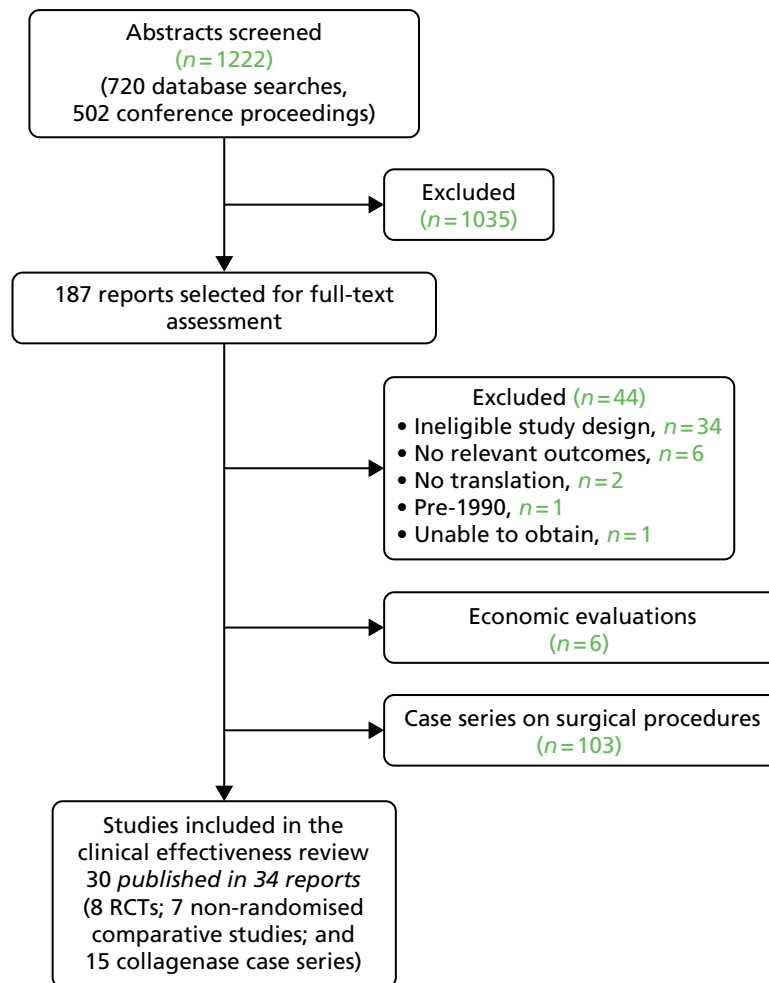 Abstracts screened
(n=1222)
(720 database searches,
502 conference proceedings)
Excluded
(n=1035)
187 reports selected for full-text
assessment
Excluded (n=44)
• Ineligible study design, n=34
• No relevant outcomes, n=6
• No translation, n=2
• Pre-1990, n=1
• Unable to obtain, n=1
Economic evaluations
(n=6)
Case series on surgical procedures
(n=103)
Studies included in the
clinical effectiveness review
30 published in 34 reports
(8 RCTs; 7 non-randomised
comparative studies; and
15 collagenase case series)